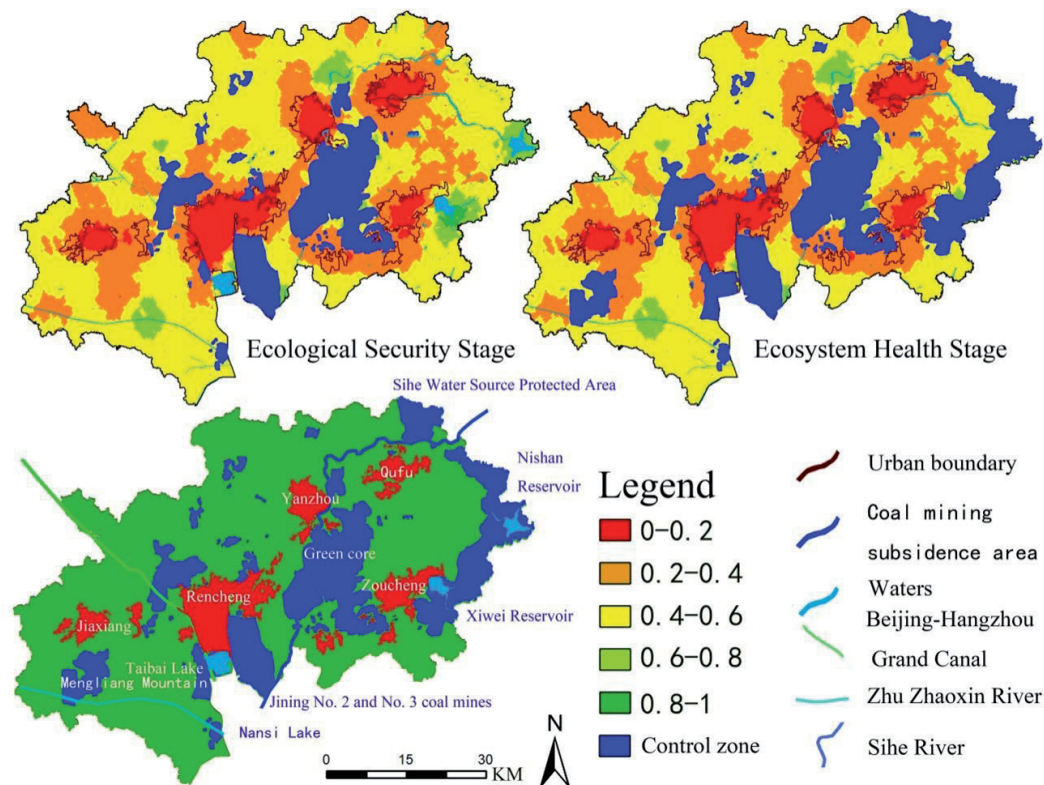 Ecological Security Stage
Ecosystem Health Stage
Sihe Water Source Protected Area
Nishan
Reservoir
Qufu
Yanzhou
Green core
Zoucheng
Rencheng
Xiwei Reservoir
Jiaxiang
Taibai Lake
Mengliang Mountain
Jining No. 2 and No. 3 coal mines
Nansi Lake
0 10 20 30
KM
N
Legend
0-0. 2
0. 2-0. 4
0. 4-0. 6
0. 6-0. 8
0. 8-1
Control zone
Urban boundary
Coal mining
subsidence area
Waters
Beijing-Hangzhou
Grand Canal
Zhu Zhaoxin River
Sihe River